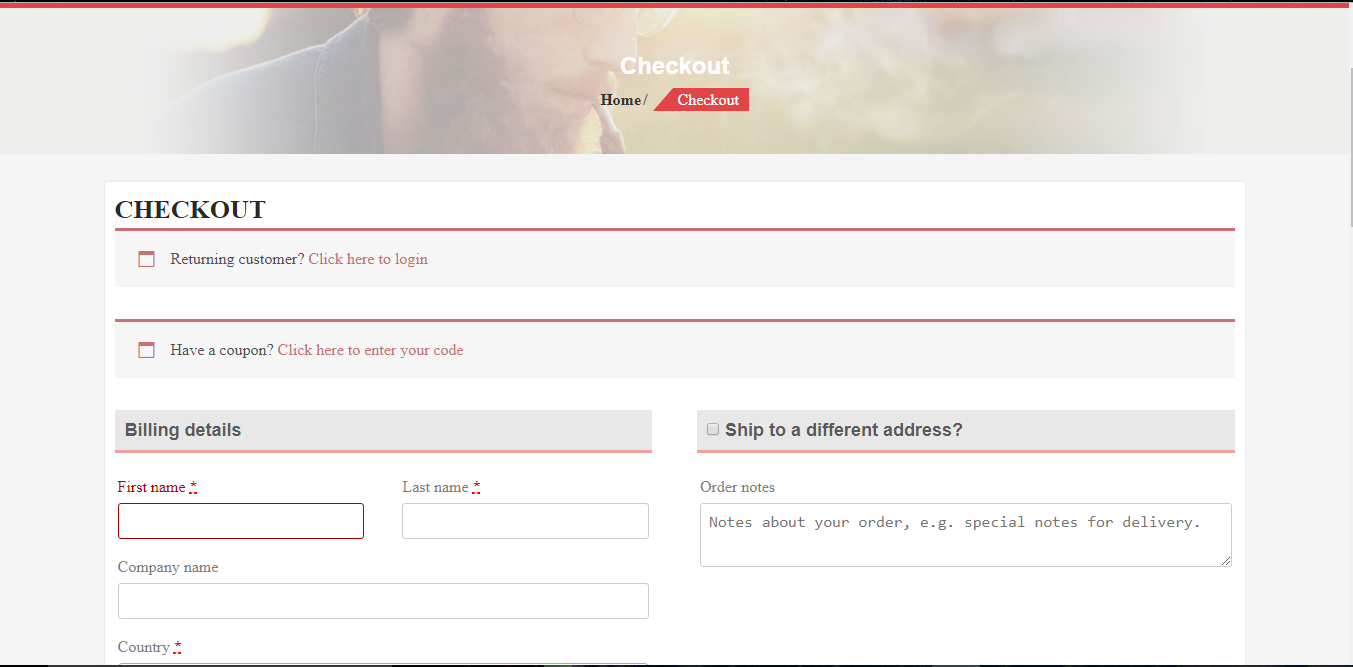 Checkout
Home/ Checkout
CHECKOUT
Returning customer? Click here to login
Have a coupon? Click here to enter your code
Billing details
First name *
Last name *
Company name
Country *
Ship to a different address?
Order notes
Notes about your order, e.g. special notes for delivery.